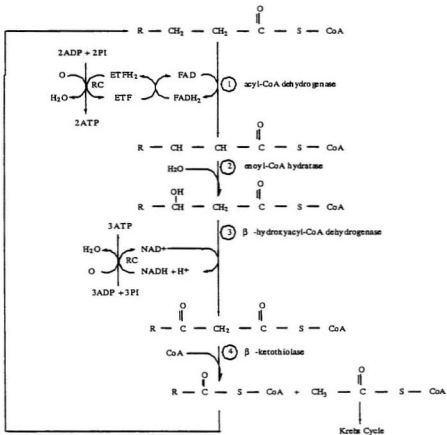 O
R — CH₂ — CH₂ — C — S — CoA
2ADP + 2PI
O ETFH₂ FAD 1 acyl-CoA dehydrogenase
RC
H₂O ETF FADH₂
2ATP
O
R — CH — CH — C — S — CoA
H₂O 2 enoyl-CoA hydratase
OH O
R — CH — CH₂ — C — S — CoA
3ATP 3 β -hydroxyacyl-CoA dehydrogenase
H₂O NAD+
RC
O NADH + H⁺
3ADP + 3PI
O O
R — C — CH₂ — C — S — CoA
CoA 4 β -ketothiolase
O O
R — C — S — CoA + CH₃ — C — S — CoA
Krebs Cycle